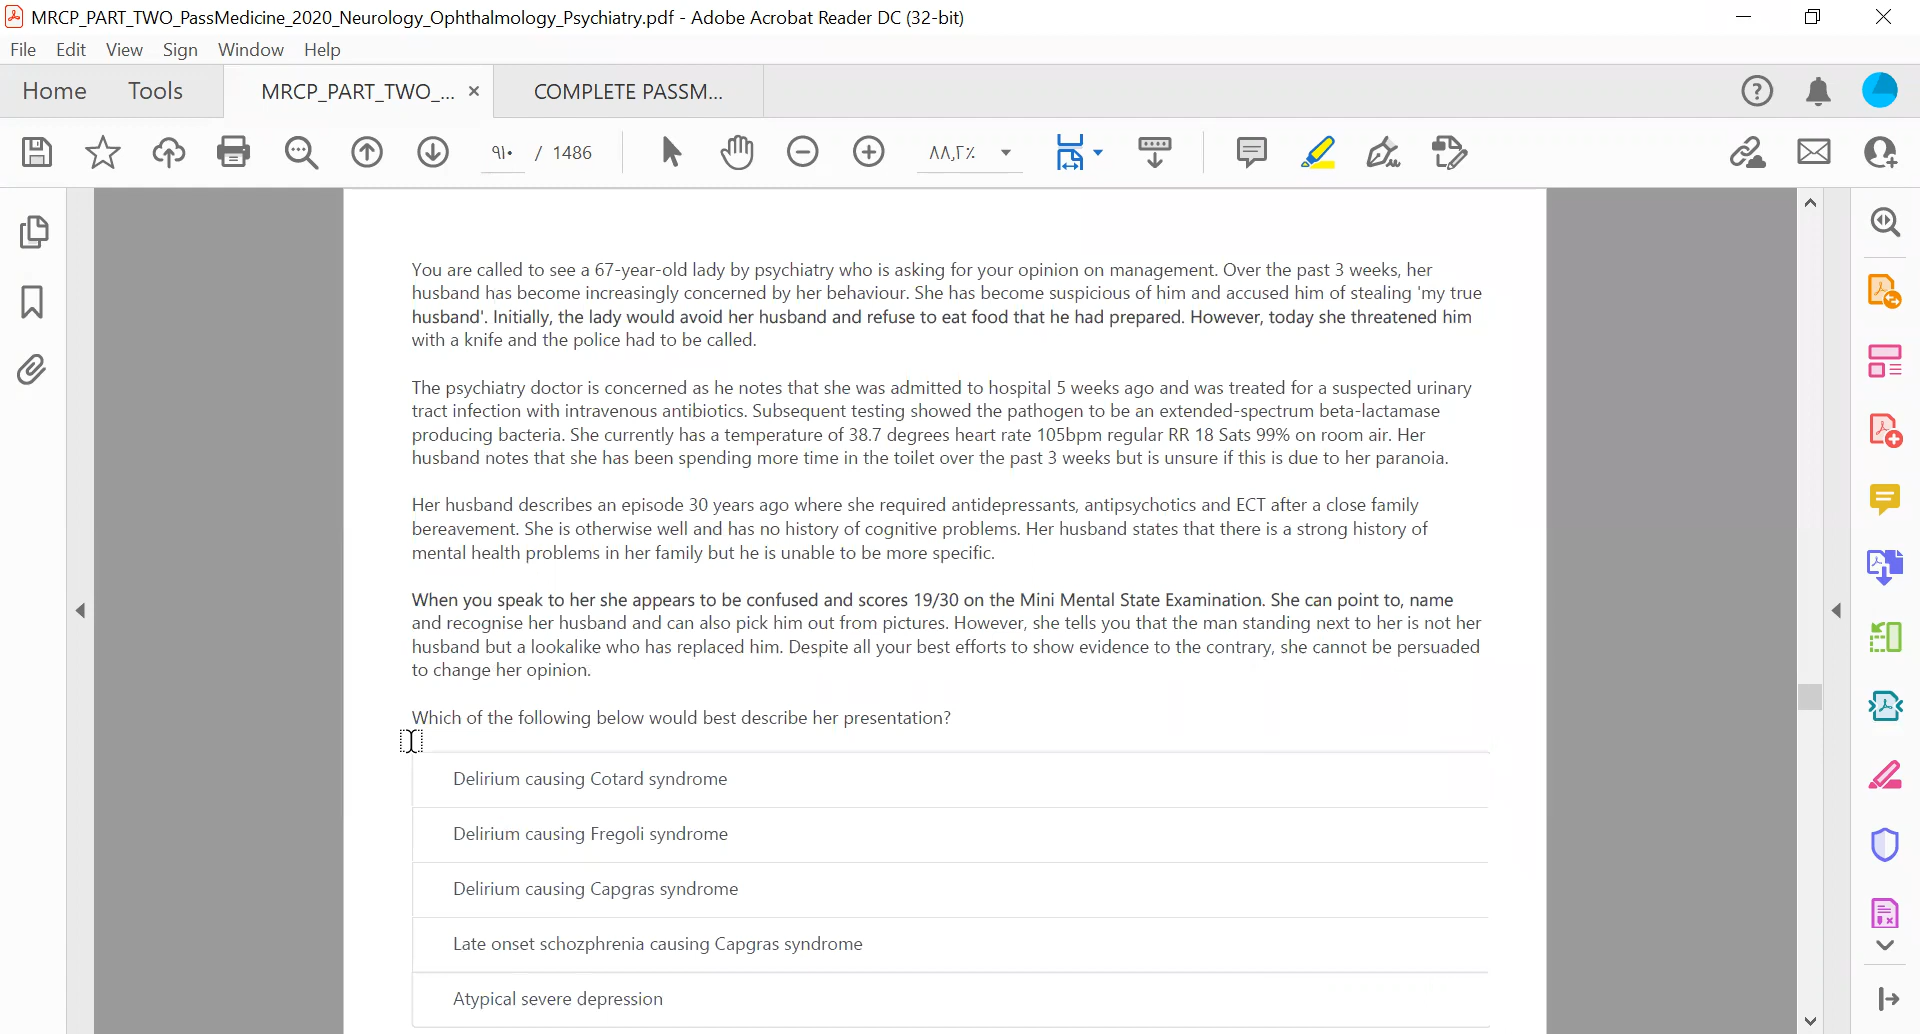 MRCP_PART_TWO_PassMedicine_2020_Neurology_Ophthalmology_Psychiatry.pdf - Adobe Acrobat Reader DC (32-bit)
File Edit View Sign Window Help
Home Tools MRCP_PART_TWO_... COMPLETE PASSM...
٩١٠ / 1486 ٨٨,٢٪
You are called to see a 67-year-old lady by psychiatry who is asking for your opinion on management. Over the past 3 weeks, her
husband has become increasingly concerned by her behaviour. She has become suspicious of him and accused him of stealing 'my true
husband'. Initially, the lady would avoid her husband and refuse to eat food that he had prepared. However, today she threatened him
with a knife and the police had to be called.
The psychiatry doctor is concerned as he notes that she was admitted to hospital 5 weeks ago and was treated for a suspected urinary
tract infection with intravenous antibiotics. Subsequent testing showed the pathogen to be an extended-spectrum beta-lactamase
producing bacteria. She currently has a temperature of 38.7 degrees heart rate 105bpm regular RR 18 Sats 99% on room air. Her
husband notes that she has been spending more time in the toilet over the past 3 weeks but is unsure if this is due to her paranoia.
Her husband describes an episode 30 years ago where she required antidepressants, antipsychotics and ECT after a close family
bereavement. She is otherwise well and has no history of cognitive problems. Her husband states that there is a strong history of
mental health problems in her family but he is unable to be more specific.
When you speak to her she appears to be confused and scores 19/30 on the Mini Mental State Examination. She can point to, name
and recognise her husband and can also pick him out from pictures. However, she tells you that the man standing next to her is not her
husband but a lookalike who has replaced him. Despite all your best efforts to show evidence to the contrary, she cannot be persuaded
to change her opinion.
Which of the following below would best describe her presentation?
Delirium causing Cotard syndrome
Delirium causing Fregoli syndrome
Delirium causing Capgras syndrome
Late onset schozphrenia causing Capgras syndrome
Atypical severe depression